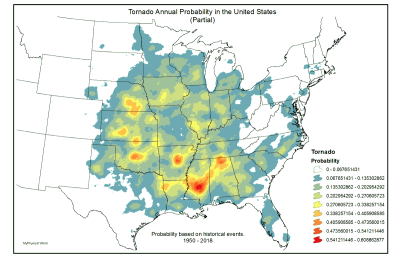 Tornado Annual Probability in the United States
(Partial)
Tornado
Probability
0 - 0.067651431
0.067651431 - 0.135302862
0.135302862 - 0.202954292
0.202954292 - 0.270605723
0.270605723 - 0.338257154
0.338257154 - 0.405908585
0.405908585 - 0.473560015
0.473560015 - 0.541211446
0.541211446 - 0.608862877
Probability based on historical events.
1950 - 2018.